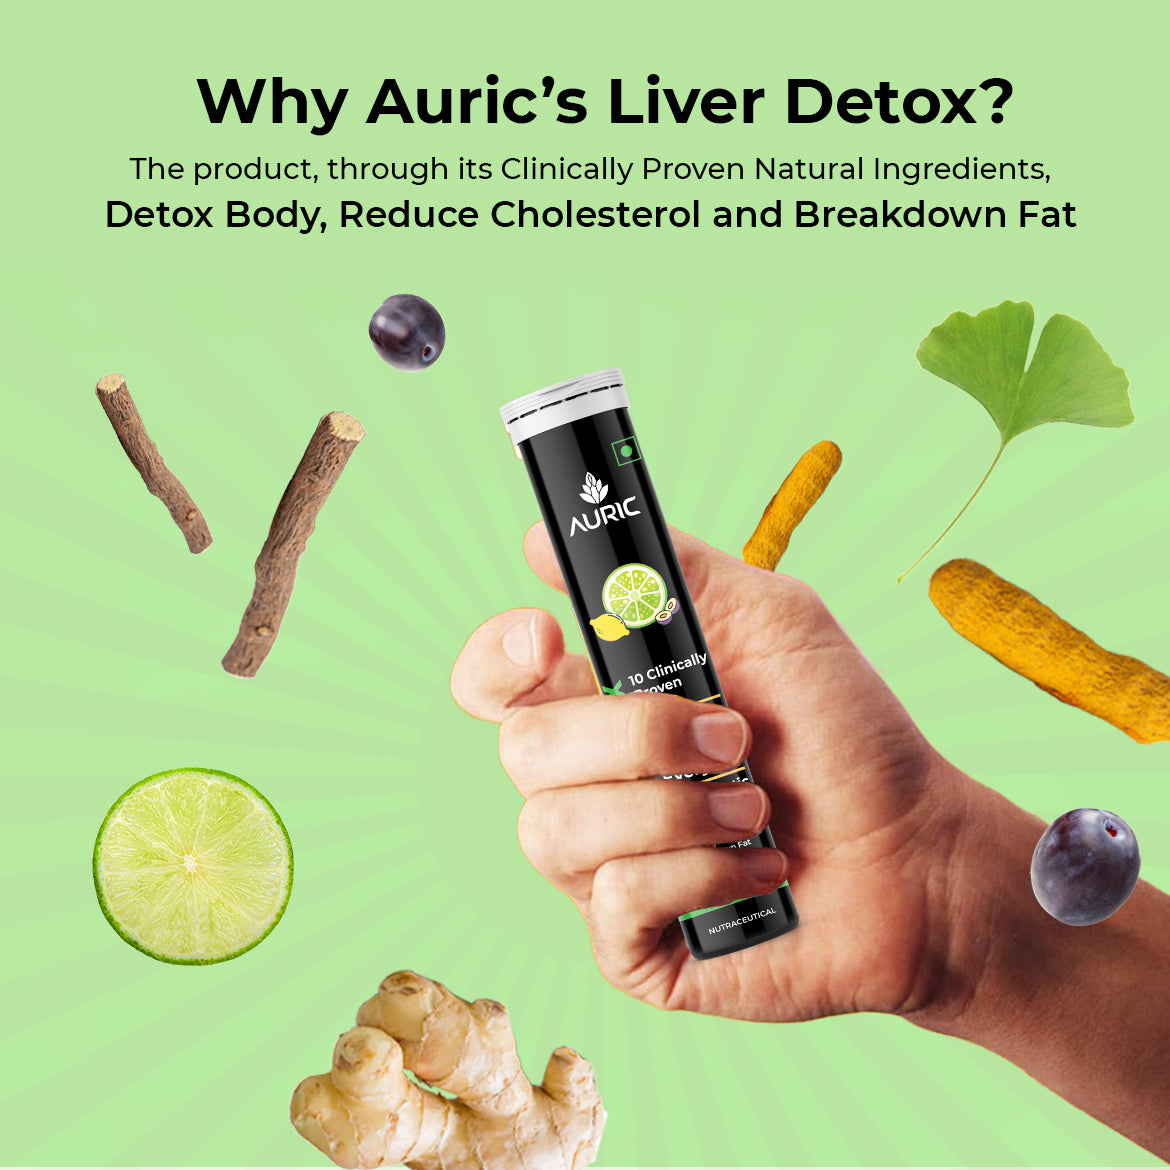 Why Auric’s Liver Detox?
The product, through its Clinically Proven Natural Ingredients,
Detox Body, Reduce Cholesterol and Breakdown Fat
AURIC
10 Clinically
Fat
NUTRACEUTICAL